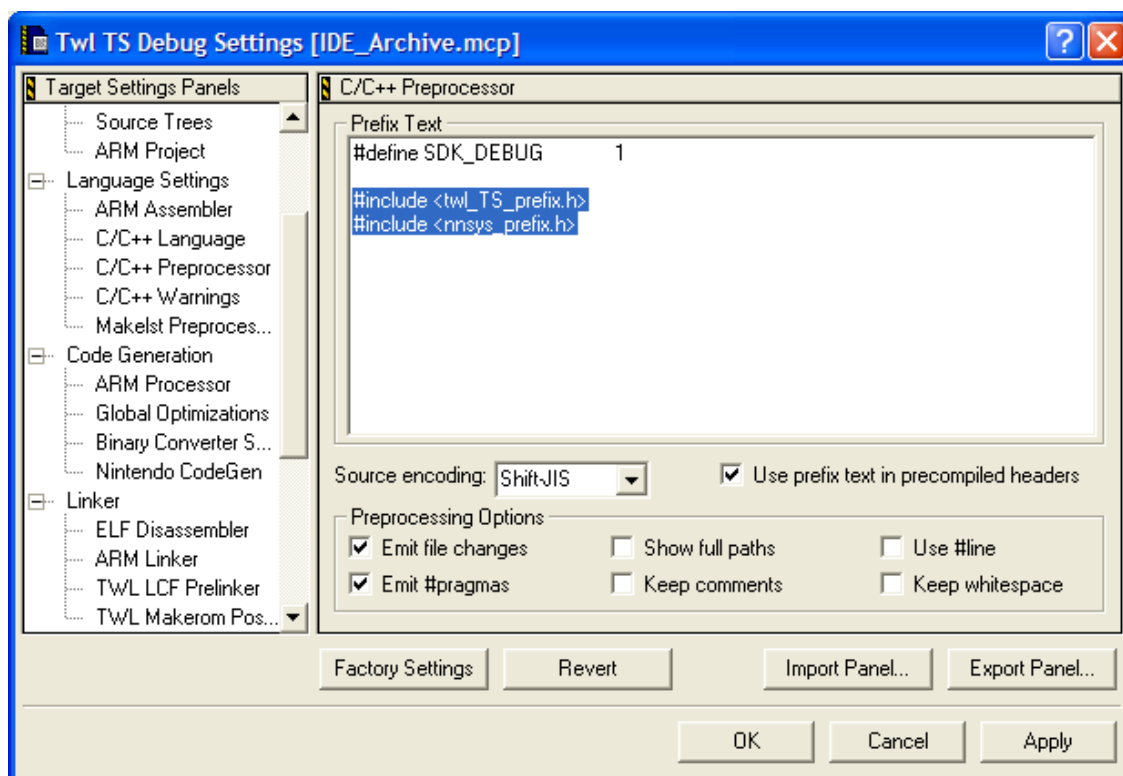 Twl TS Debug Settings [IDE_Archive.mcp]
Target Settings Panels
Source Trees
ARM Project
Language Settings
ARM Assembler
C/C++ Language
C/C++ Preprocessor
C/C++ Warnings
Makelst Preproces...
Code Generation
ARM Processor
Global Optimizations
Binary Converter S...
Nintendo CodeGen
Linker
ELF Disassembler
ARM Linker
TWL LCF Prelinker
TWL Makerom Pos...
C/C++ Preprocessor
Prefix Text
#define SDK_DEBUG 1
#include <twl_TS_prefix.h>
#include <nnsys_prefix.h>
Source encoding: Shift-JIS
Use prefix text in precompiled headers
Preprocessing Options
Emit file changes Show full paths Use #line
Emit #pragmas Keep comments Keep whitespace
Factory Settings Revert Import Panel... Export Panel...
OK Cancel Apply